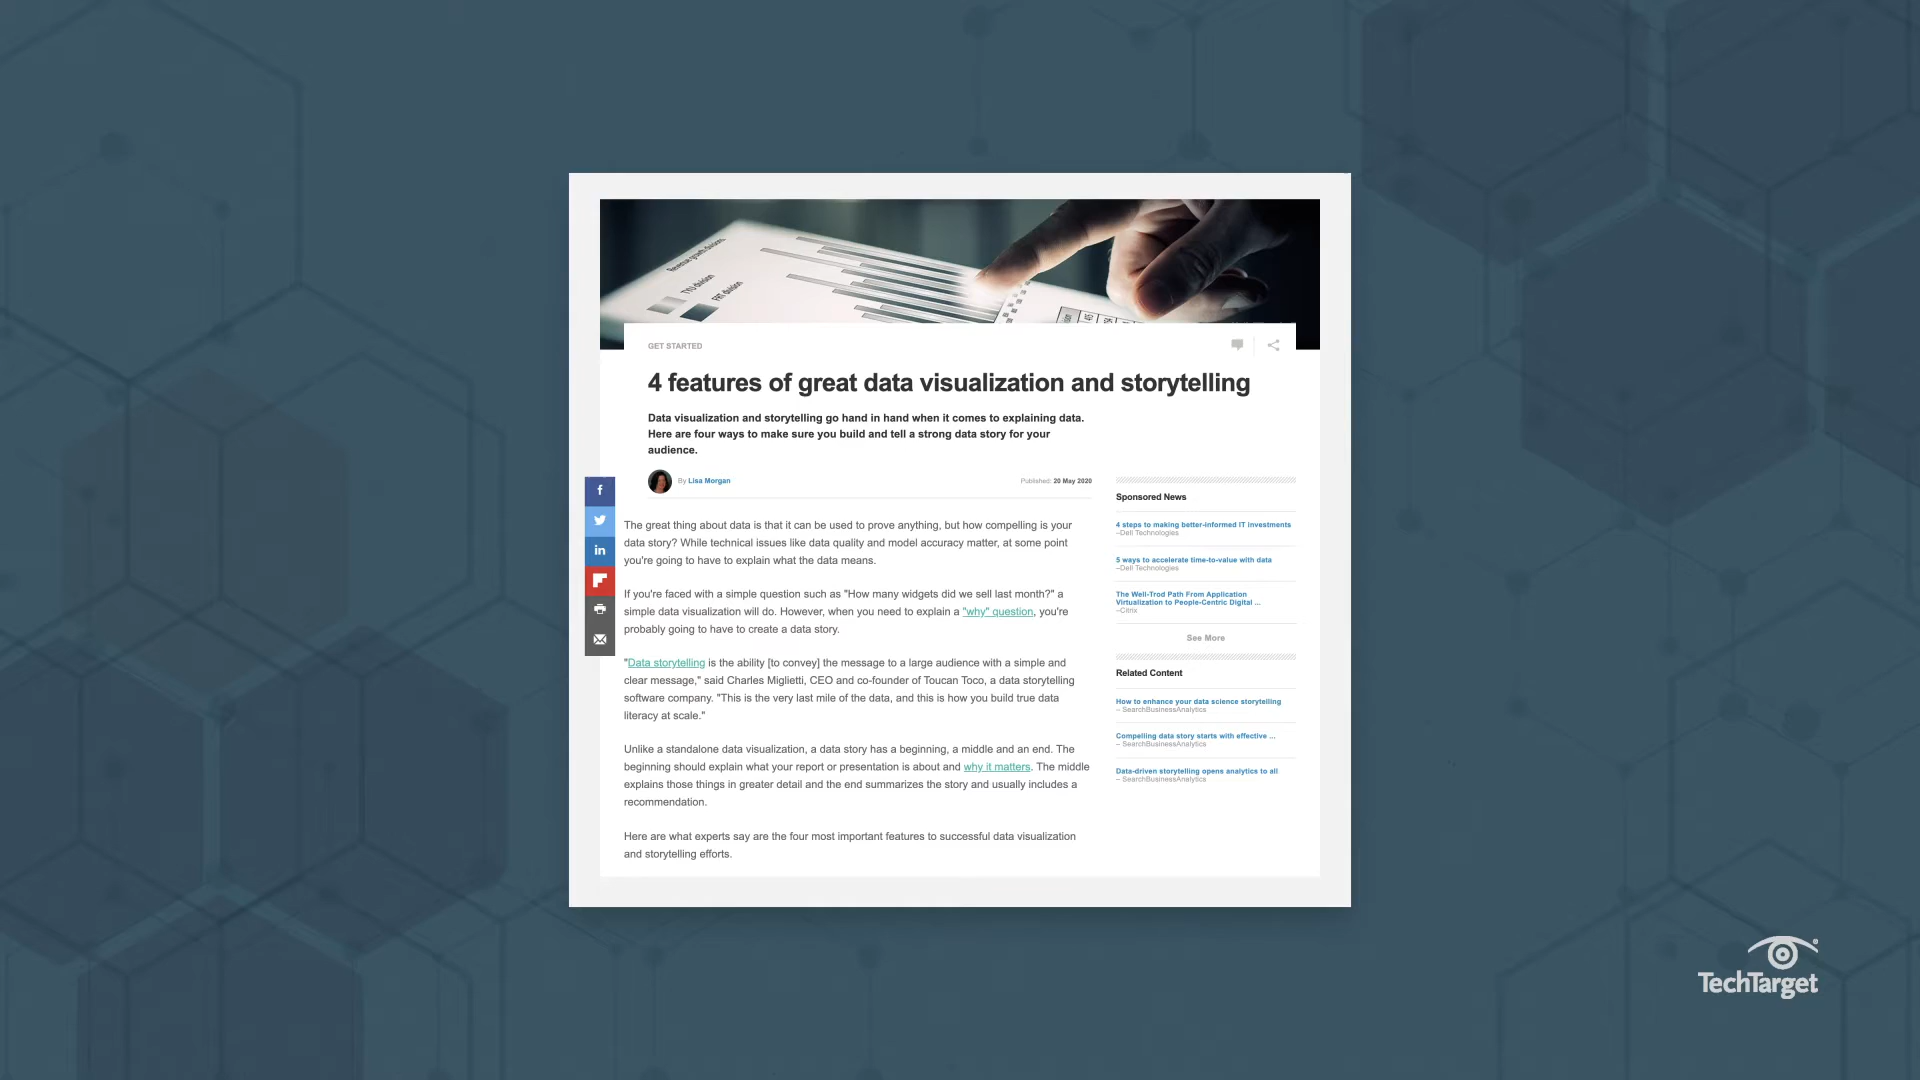 Revenue growth divisions
TYU division
FRT division
GET STARTED
4 features of great data visualization and storytelling
Data visualization and storytelling go hand in hand when it comes to explaining data.
Here are four ways to make sure you build and tell a strong data story for your
audience.
By Lisa Morgan
Published: 20 May 2020
f
in
The great thing about data is that it can be used to prove anything, but how compelling is your
data story? While technical issues like data quality and model accuracy matter, at some point
you're going to have to explain what the data means.
If you're faced with a simple question such as "How many widgets did we sell last month?" a
simple data visualization will do. However, when you need to explain a "why" question, you're
probably going to have to create a data story.
"Data storytelling is the ability [to convey] the message to a large audience with a simple and
clear message," said Charles Miglietti, CEO and co-founder of Toucan Toco, a data storytelling
software company. "This is the very last mile of the data, and this is how you build true data
literacy at scale."
Unlike a standalone data visualization, a data story has a beginning, a middle and an end. The
beginning should explain what your report or presentation is about and why it matters. The middle
explains those things in greater detail and the end summarizes the story and usually includes a
recommendation.
Here are what experts say are the four most important features to successful data visualization
and storytelling efforts.
Sponsored News
4 steps to making better-informed IT investments
–Dell Technologies
5 ways to accelerate time-to-value with data
–Dell Technologies
The Well-Trod Path From Application
Virtualization to People-Centric Digital ...
–Citrix
See More
Related Content
How to enhance your data science storytelling
– SearchBusinessAnalytics
Compelling data story starts with effective ...
– SearchBusinessAnalytics
Data-driven storytelling opens analytics to all
– SearchBusinessAnalytics
TechTarget